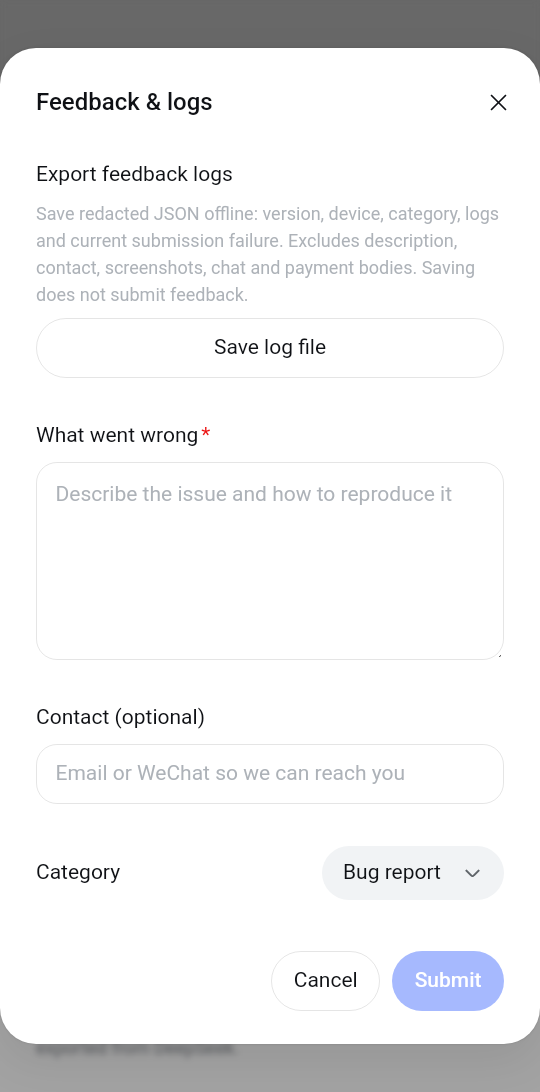 Feedback & logs
Export feedback logs
Save redacted JSON offline: version, device, category, logs
and current submission failure. Excludes description,
contact, screenshots, chat and payment bodies. Saving
does not submit feedback.
Save log file
What went wrong*
Describe the issue and how to reproduce it
Contact (optional)
Email or WeChat so we can reach you
Category
Bug report
Cancel
Submit